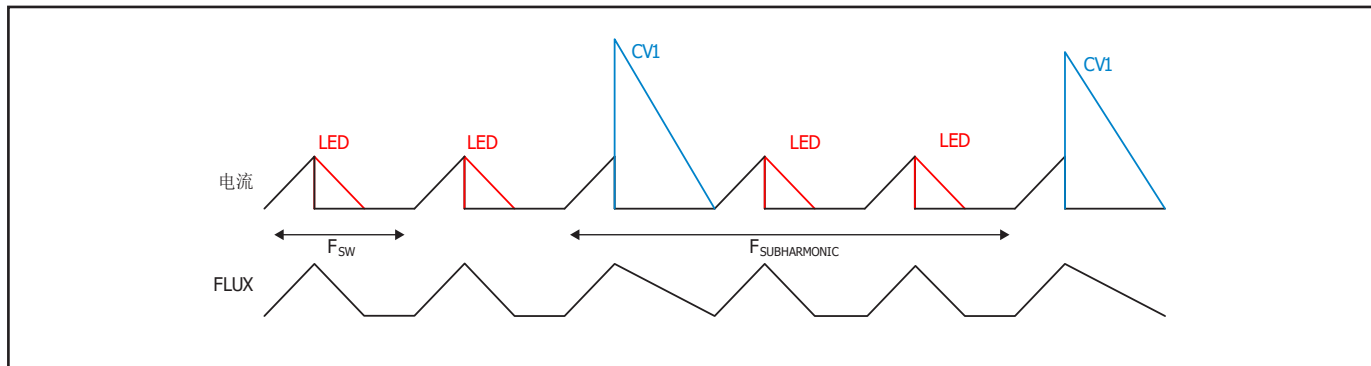 CV1
CV1
LED
LED
LED
LED
电流
FSW
FSUBHARMONIC
FLUX